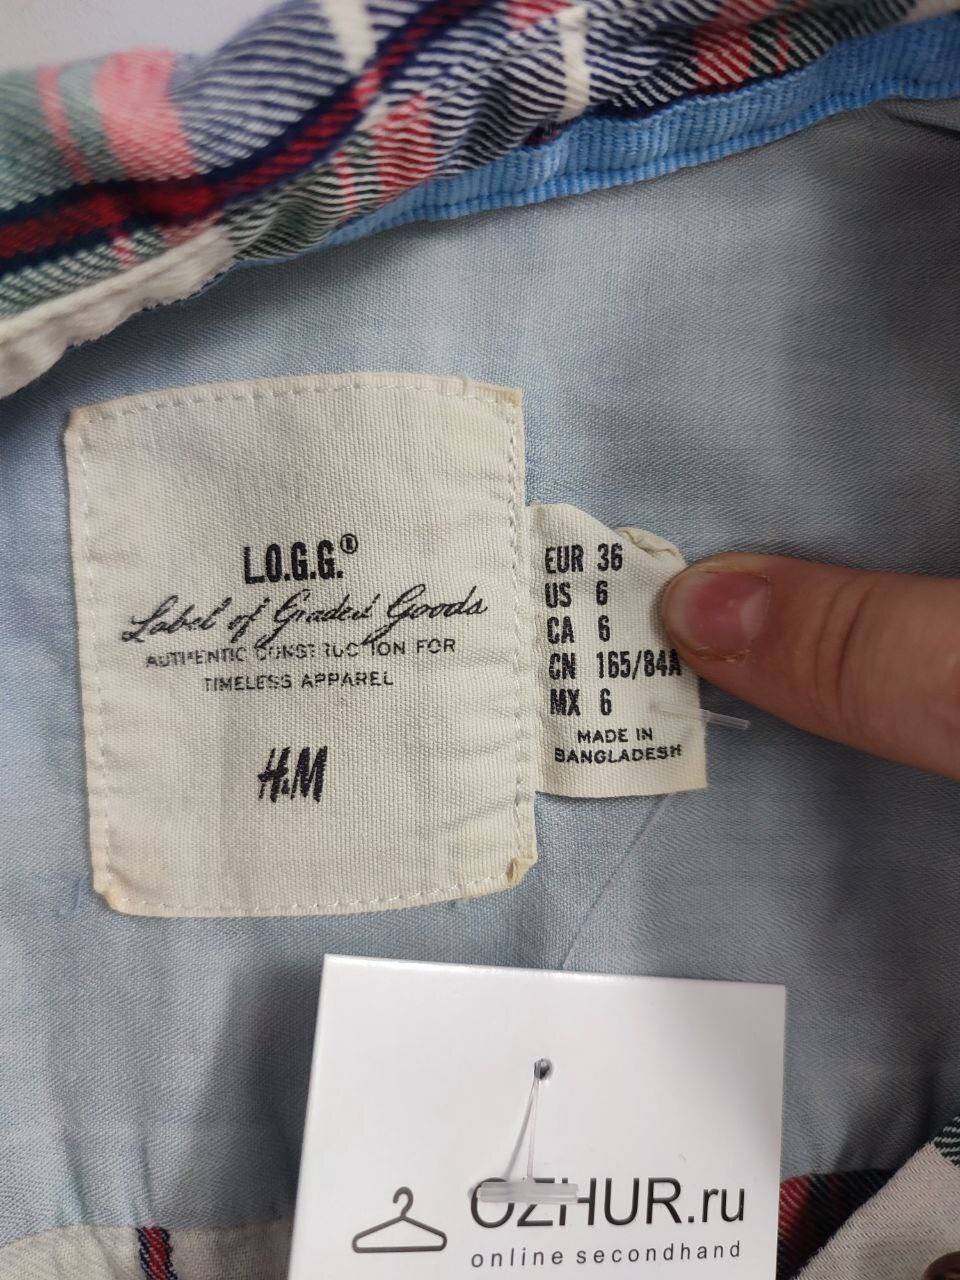 L.O.G.G.®
Label of Graded Goods
AUTHENTIC CONSTRUCTION FOR
TIMELESS APPAREL
H&M
EUR 36
US 6
CA 6
CN 165/84A
MX 6
MADE IN
BANGLADESH
OZHUR.ru
online secondhand